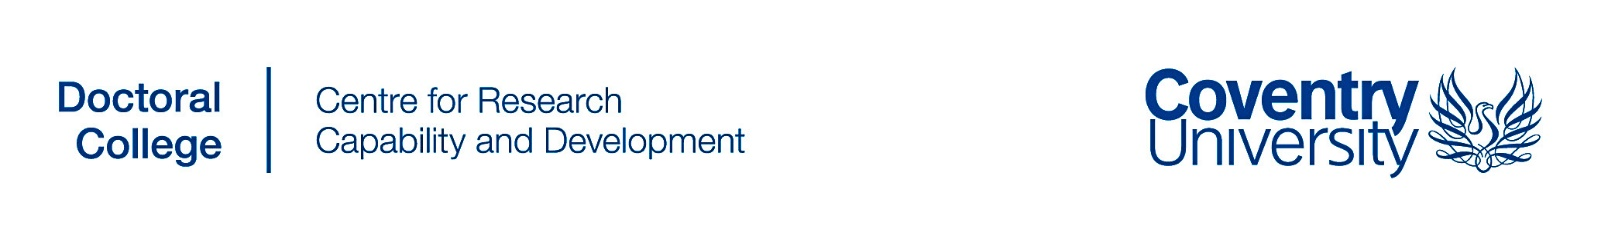 Doctoral
College
Centre for Research
Capability and Development
Coventry
University